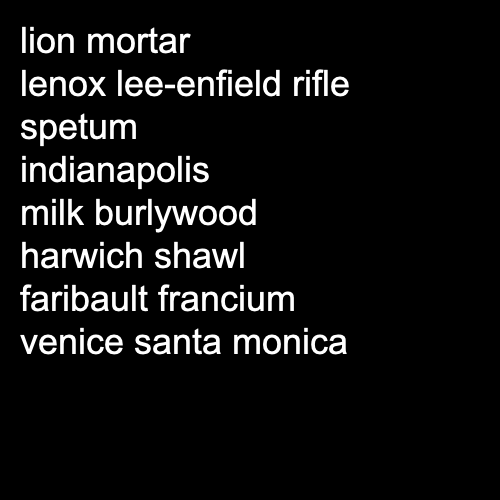 lion mortar
lenox lee-enfield rifle
spetum
indianapolis
milk burlywood
harwich shawl
faribault francium
venice santa monica